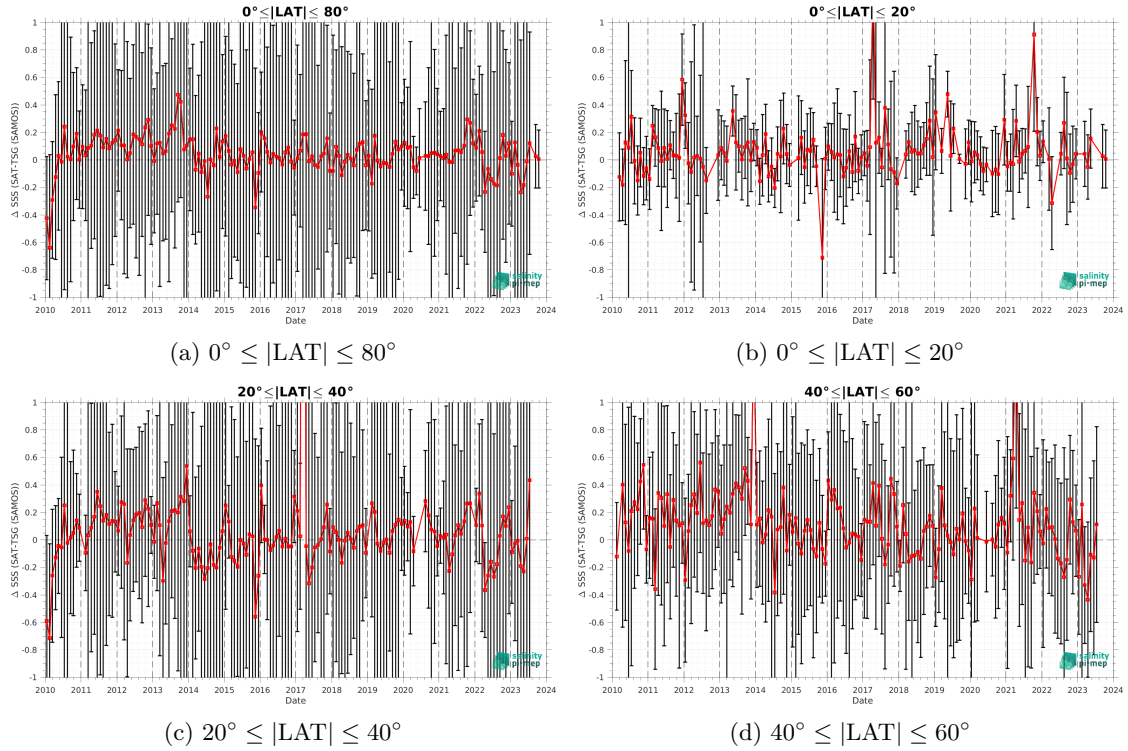 0°≤|LAT|≤ 80°
Δ SSS (SAT-TSG (SAMOS))
1
0.8
0.6
0.4
0.2
0
-0.2
-0.4
-0.6
-0.8
-1
2010 2011 2012 2013 2014 2015 2016 2017 2018 2019 2020 2021 2022 2023 2024
Date
salinity
pi-mep
(a) 0° ≤ |LAT| ≤ 80°
0°≤|LAT|≤ 20°
Δ SSS (SAT-TSG (SAMOS))
1
0.8
0.6
0.4
0.2
0
-0.2
-0.4
-0.6
-0.8
-1
2010 2011 2012 2013 2014 2015 2016 2017 2018 2019 2020 2021 2022 2023 2024
Date
salinity
pi-mep
(b) 0° ≤ |LAT| ≤ 20°
20°≤|LAT|≤ 40°
Δ SSS (SAT-TSG (SAMOS))
1
0.8
0.6
0.4
0.2
0
-0.2
-0.4
-0.6
-0.8
-1
2010 2011 2012 2013 2014 2015 2016 2017 2018 2019 2020 2021 2022 2023 2024
Date
salinity
pi-mep
(c) 20° ≤ |LAT| ≤ 40°
40°≤|LAT|≤ 60°
Δ SSS (SAT-TSG (SAMOS))
1
0.8
0.6
0.4
0.2
0
-0.2
-0.4
-0.6
-0.8
-1
2010 2011 2012 2013 2014 2015 2016 2017 2018 2019 2020 2021 2022 2023 2024
Date
salinity
pi-mep
(d) 40° ≤ |LAT| ≤ 60°